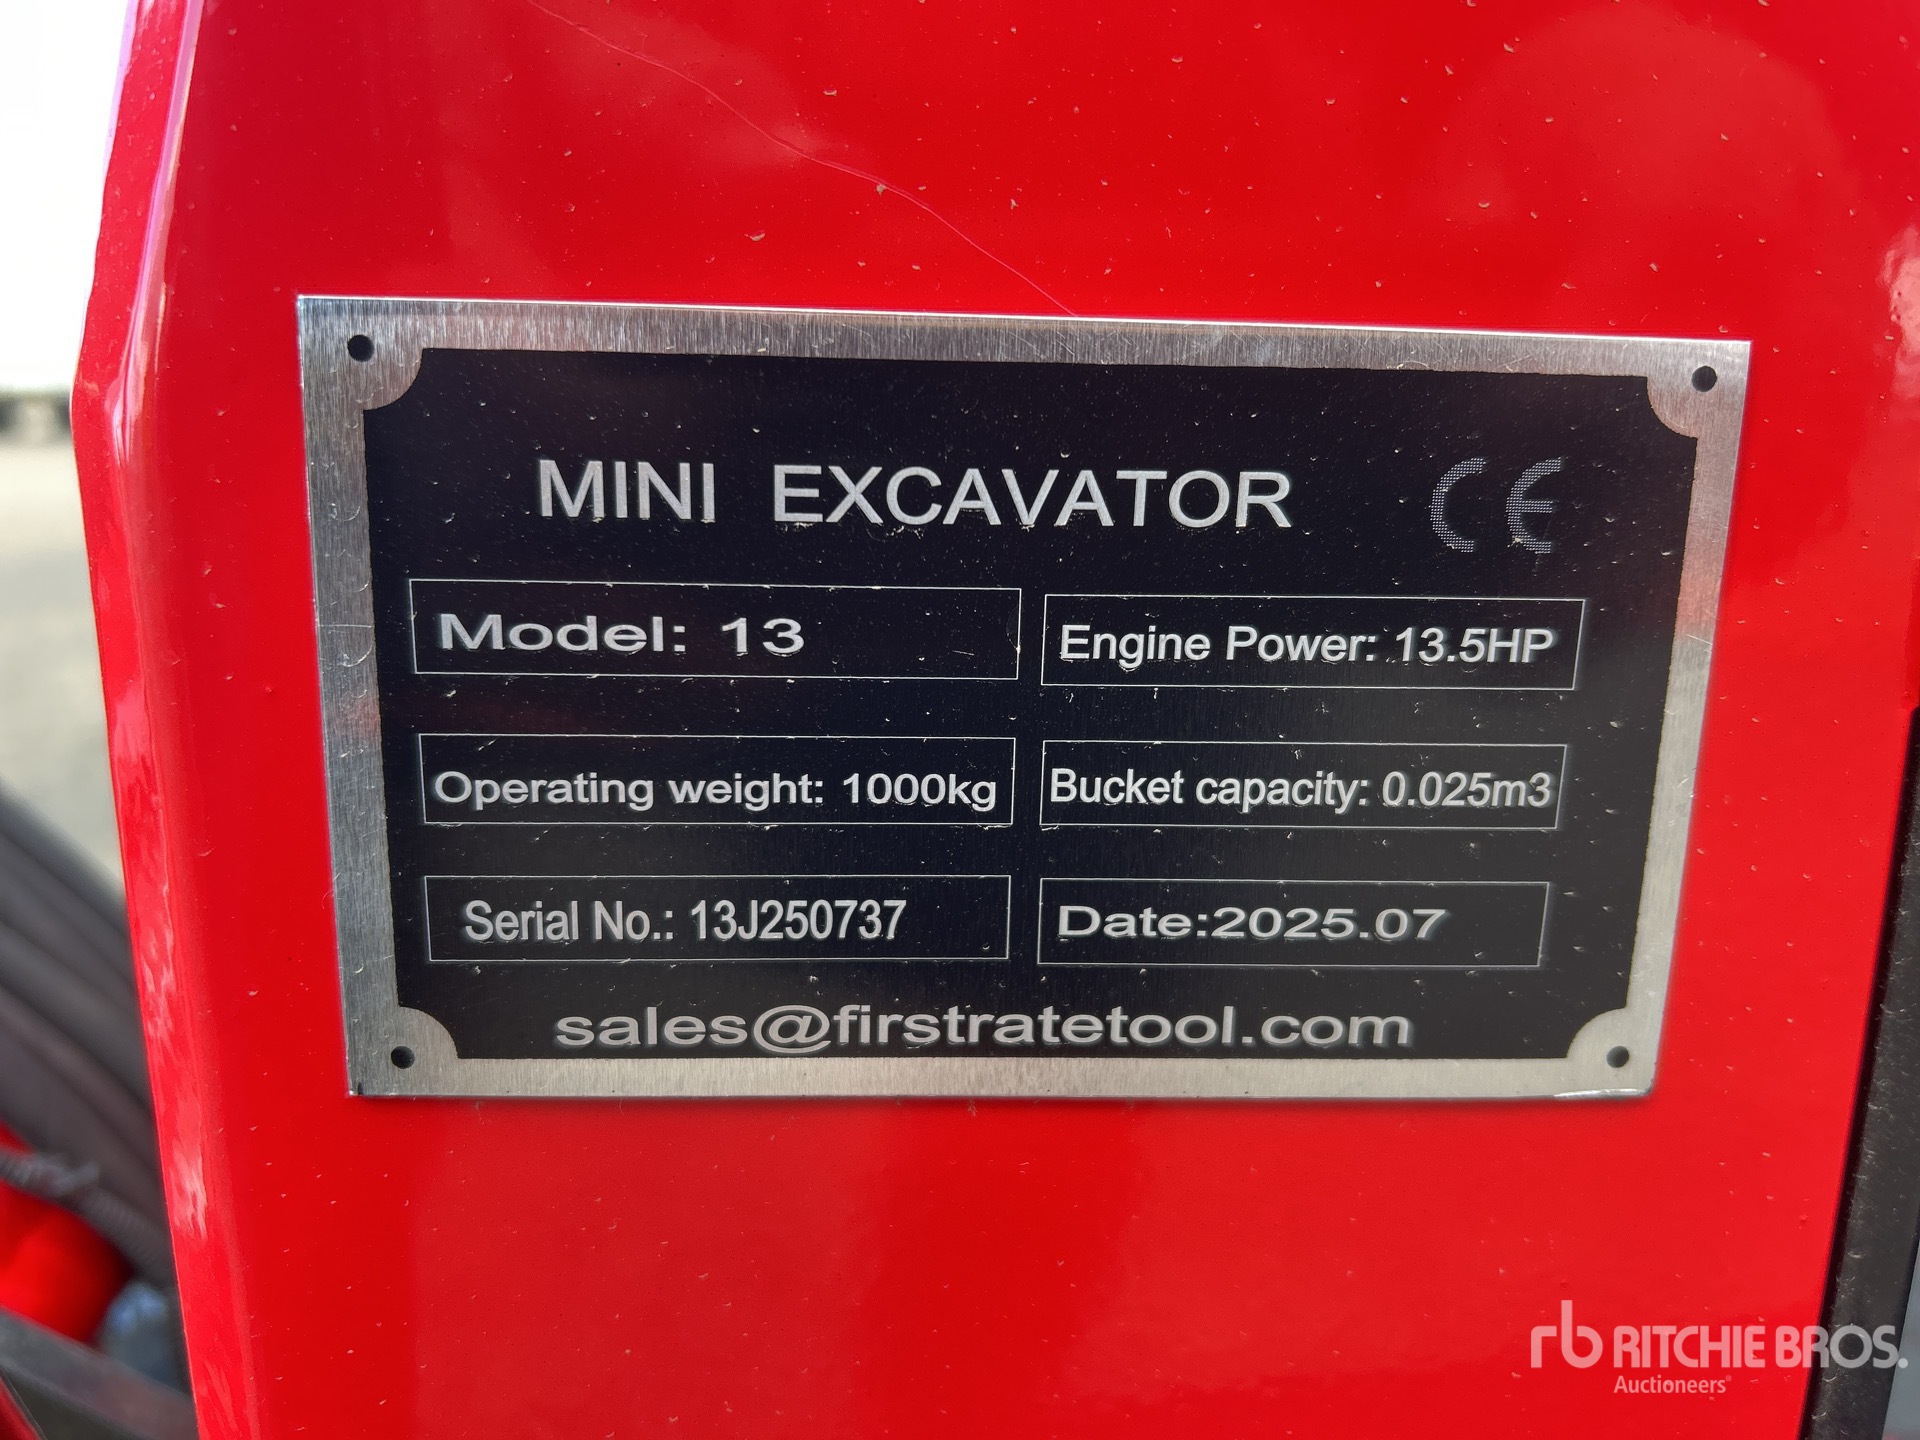 MINI EXCAVATOR CE
Model: 13
Engine Power: 13.5HP
Operating weight: 1000kg
Bucket capacity: 0.025m3
Serial No.: 13J250737
Date:2025.07
sales@firstratetool.com
rb RITCHIE BROS.
Auctioneers